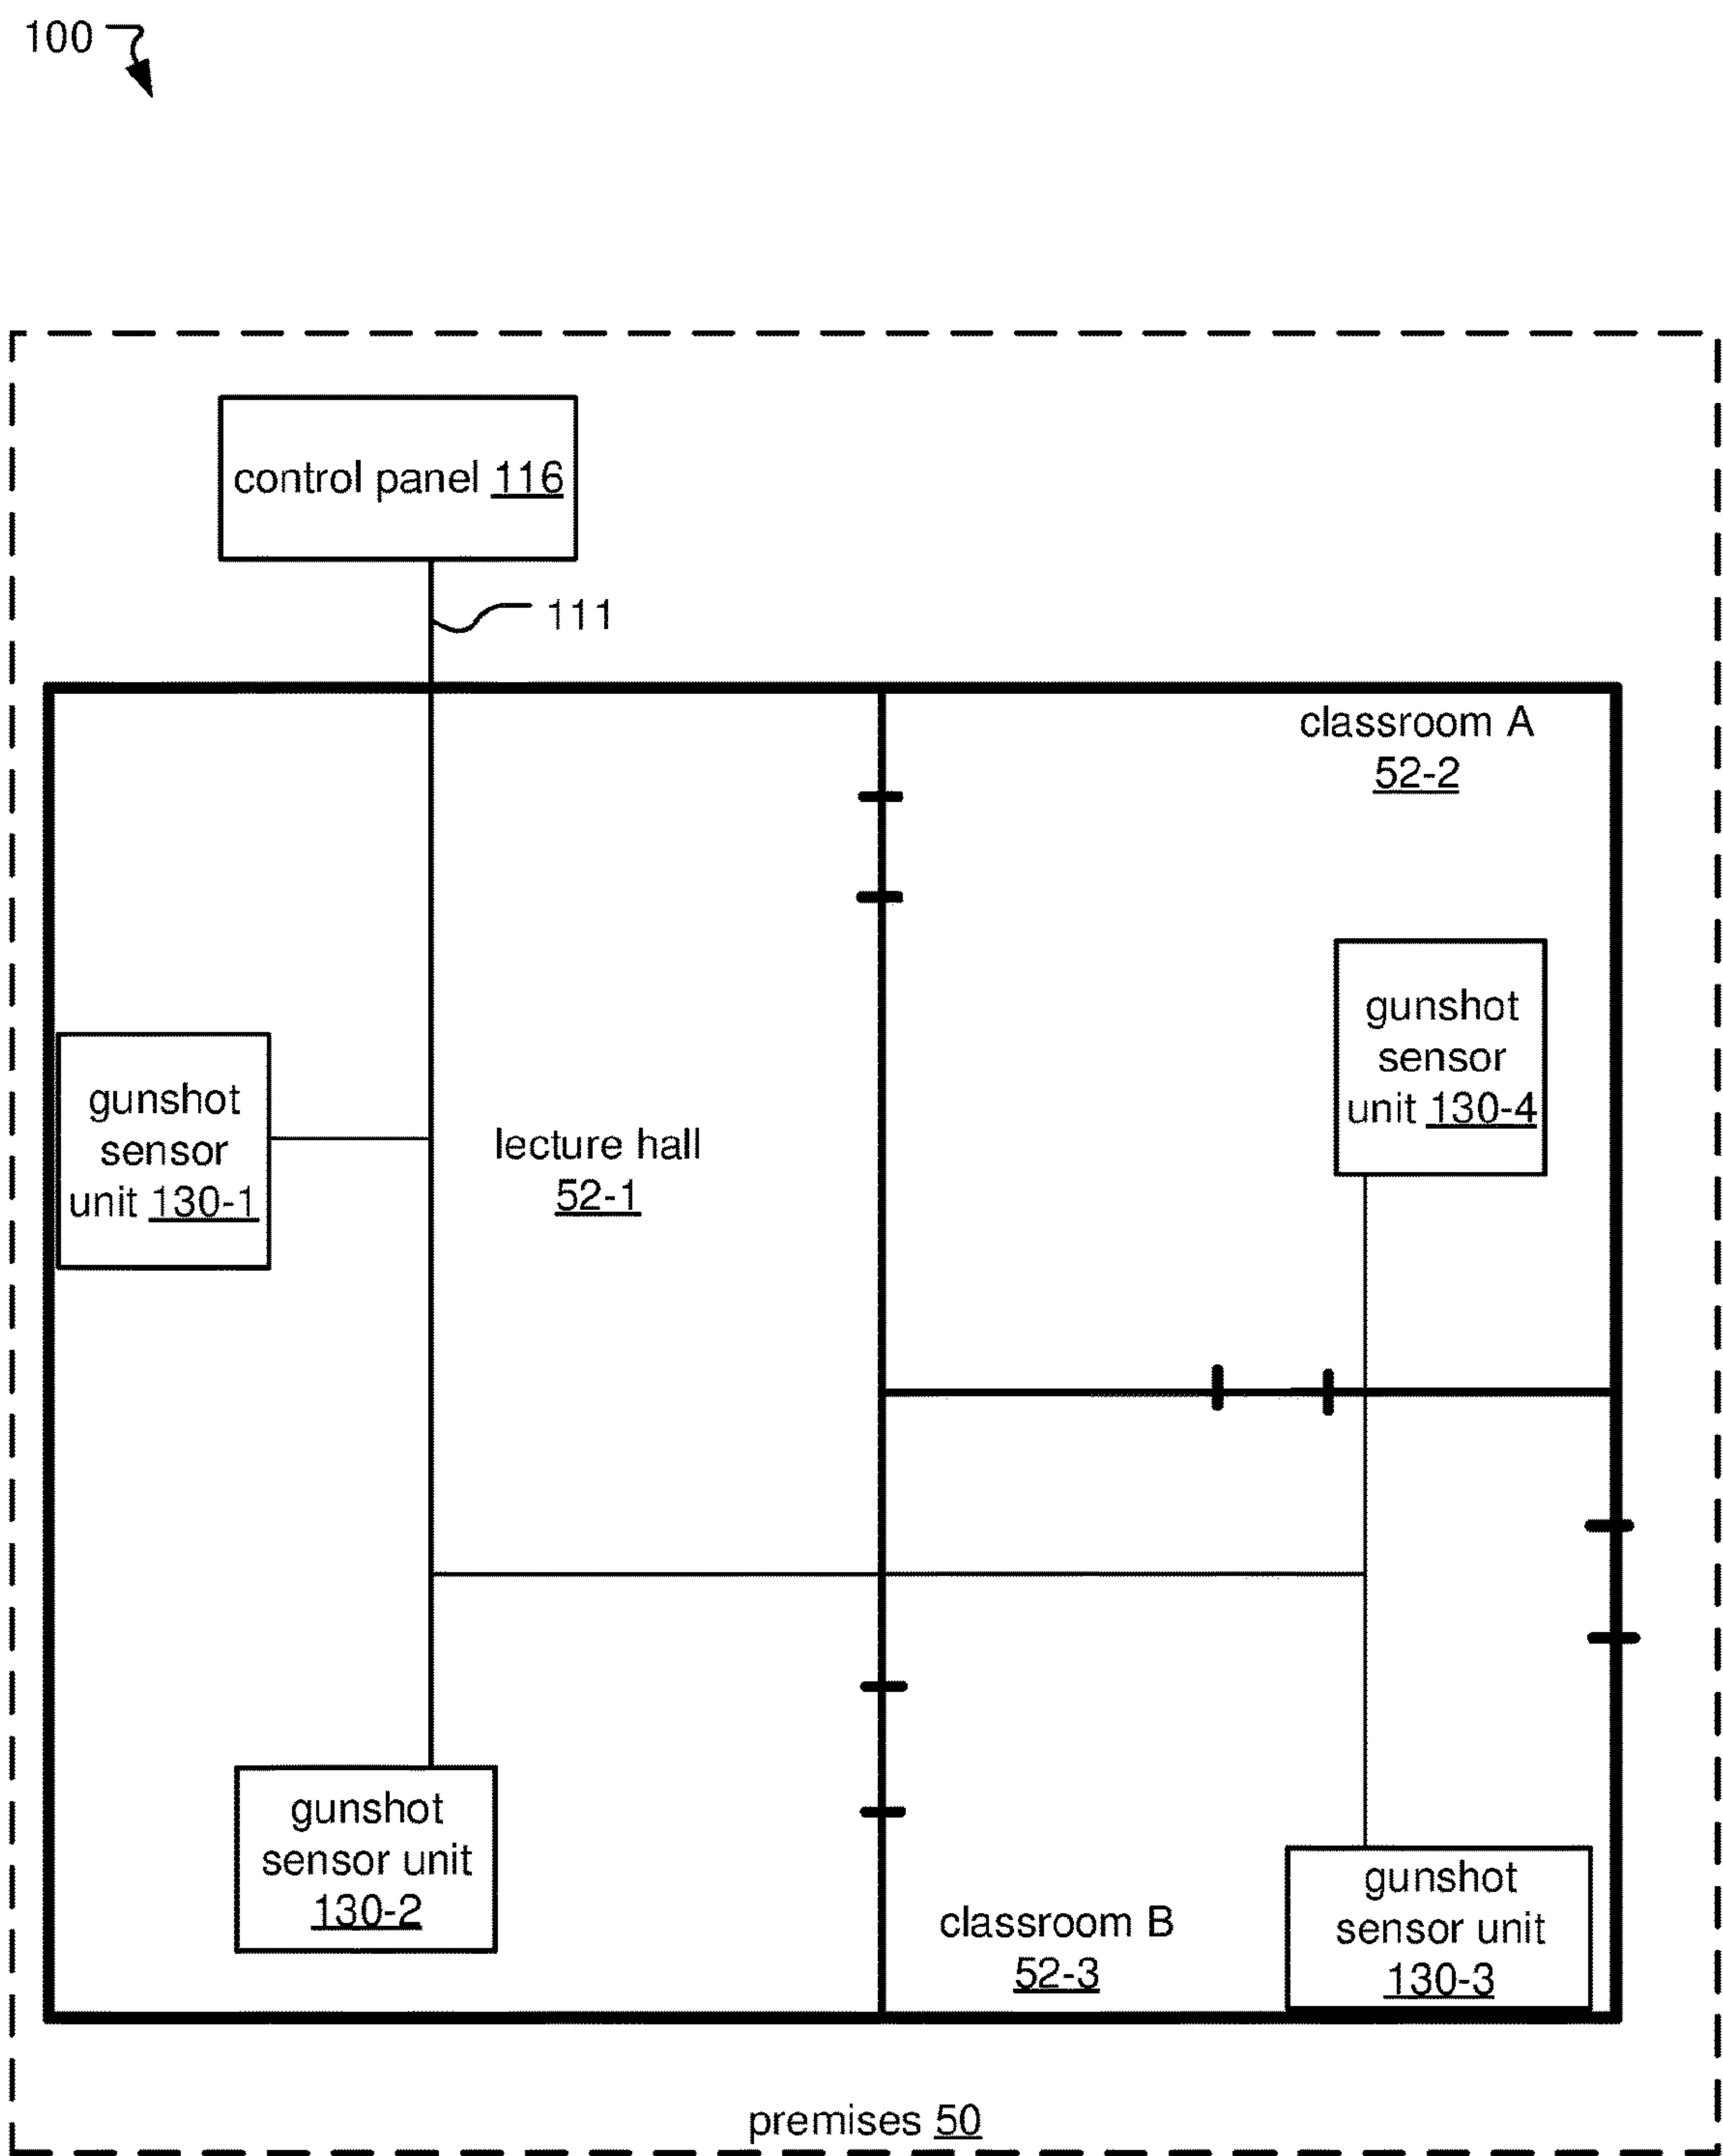 100
control panel 116
111
classroom A
52-2
gunshot
sensor
unit 130-4
gunshot
sensor
unit 130-1
lecture hall
52-1
gunshot
sensor unit
130-2
classroom B
52-3
gunshot
sensor unit
130-3
premises 50